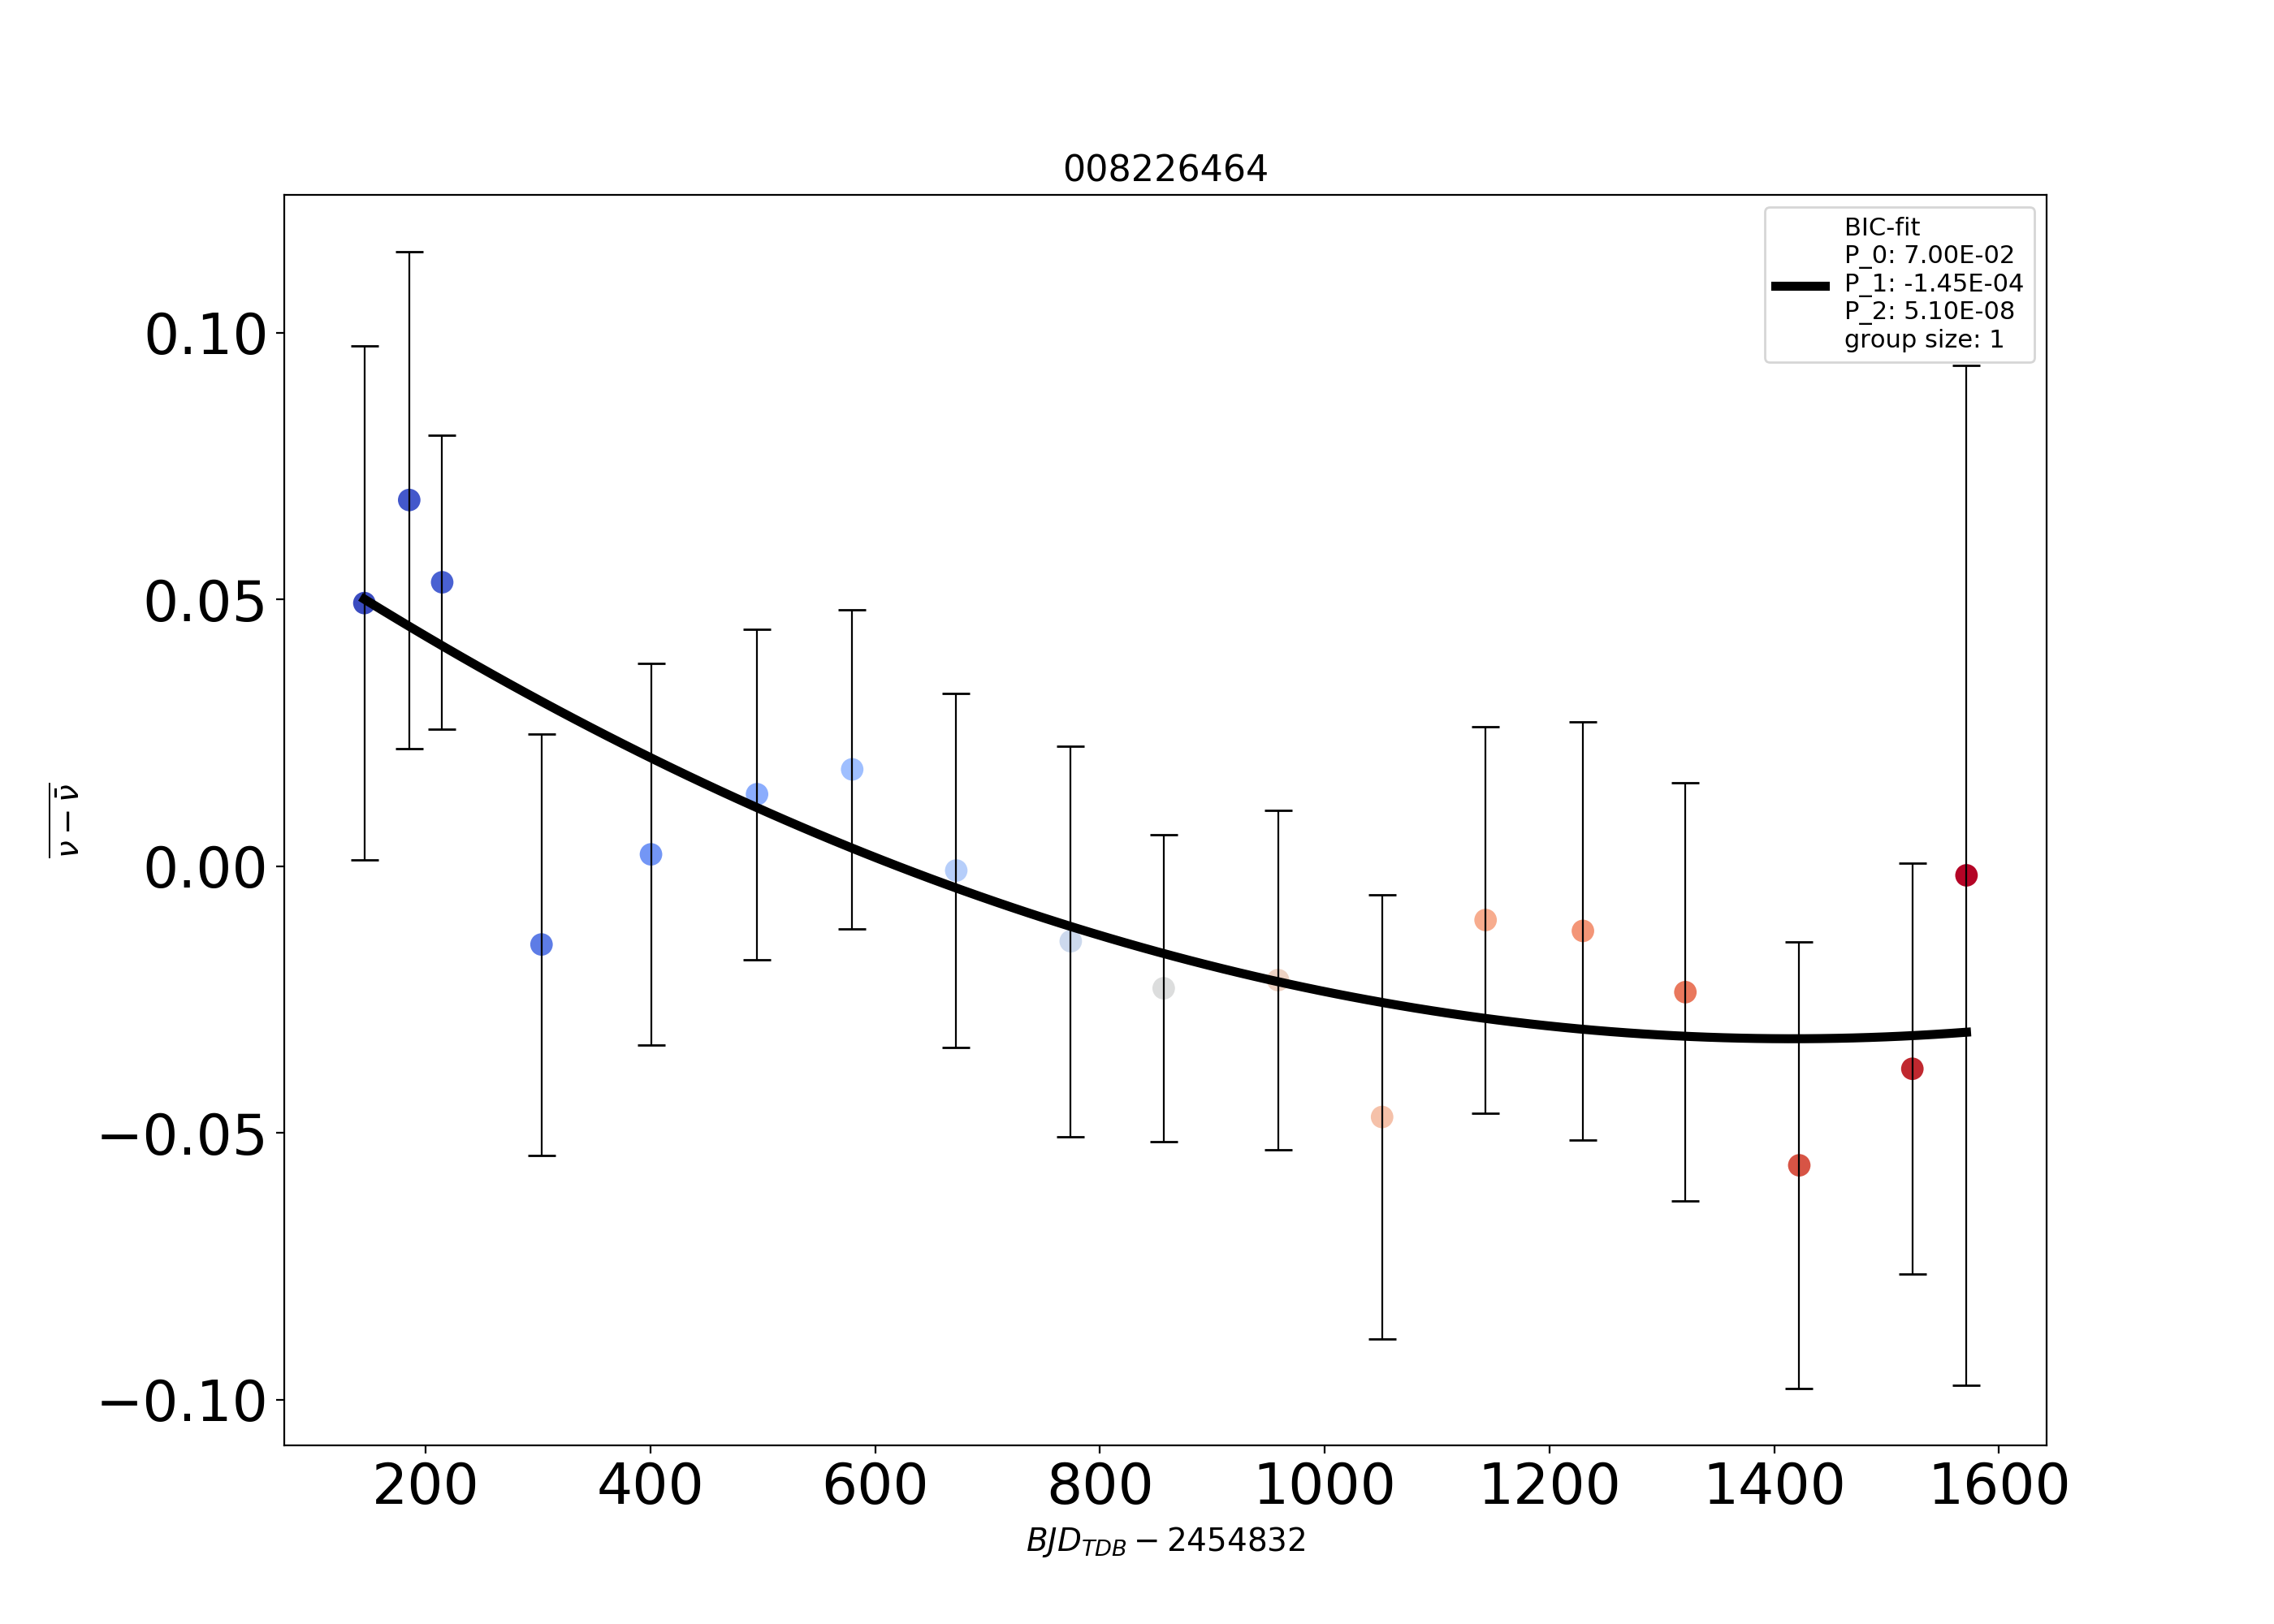 008226464
BIC-fit
P_0: 7.00E-02
P_1: -1.45E-04
P_2: 5.10E-08
group size: 1
0.10
0.05
0.00
−0.05
−0.10
ν − ν̄
200 400 600 800 1000 1200 1400 1600
BJD_TDB − 2454832